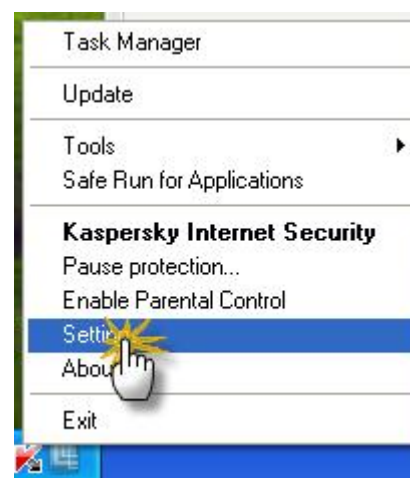 Task Manager
Update
Tools
Safe Run for Applications
Kaspersky Internet Security
Pause protection...
Enable Parental Control
Exit